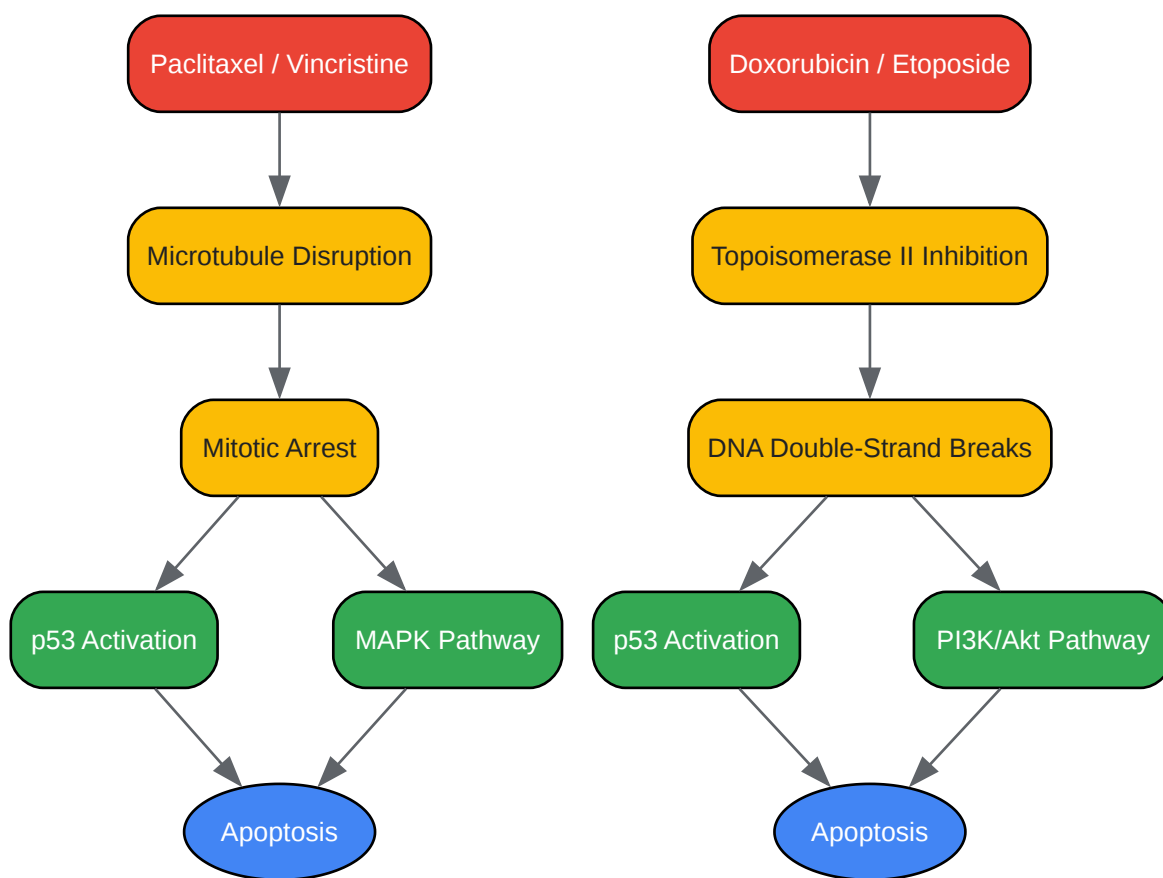 Paclitaxel / Vincristine
Doxorubicin / Etoposide
Microtubule Disruption
Topoisomerase II Inhibition
Mitotic Arrest
DNA Double-Strand Breaks
p53 Activation
MAPK Pathway
p53 Activation
PI3K/Akt Pathway
Apoptosis
Apoptosis